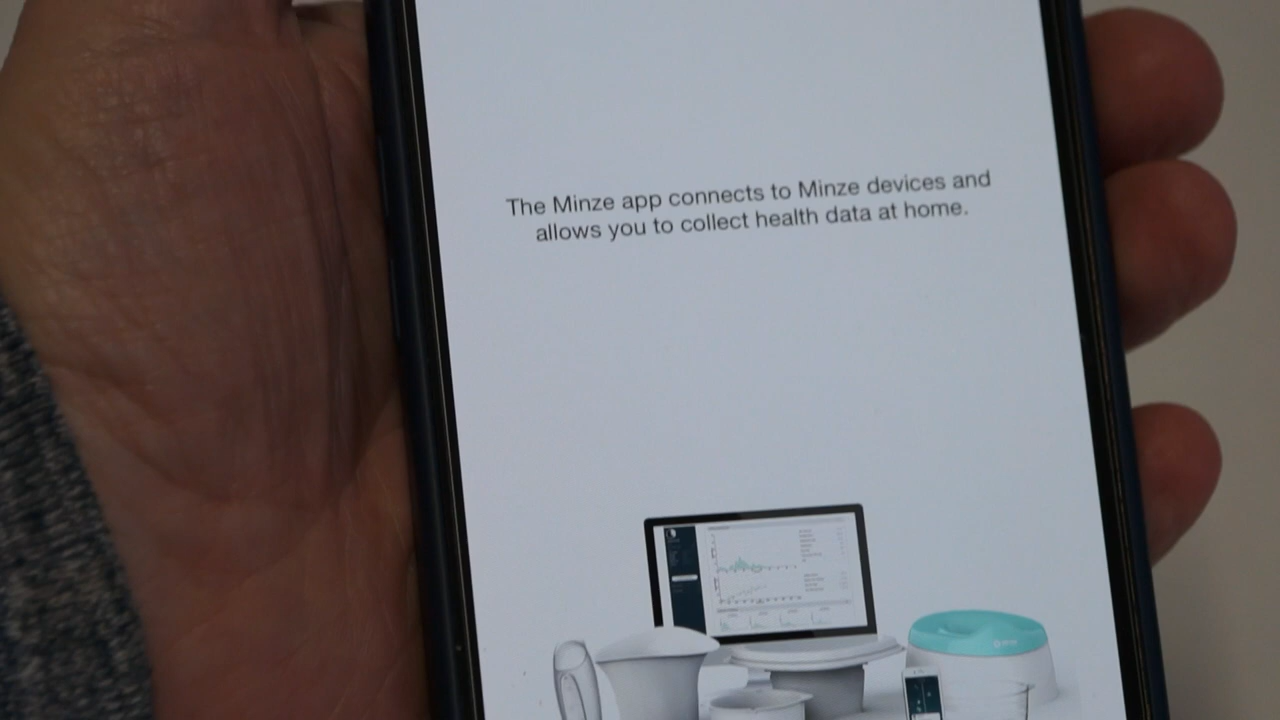 The Minze app connects to Minze devices and
allows you to collect health data at home.